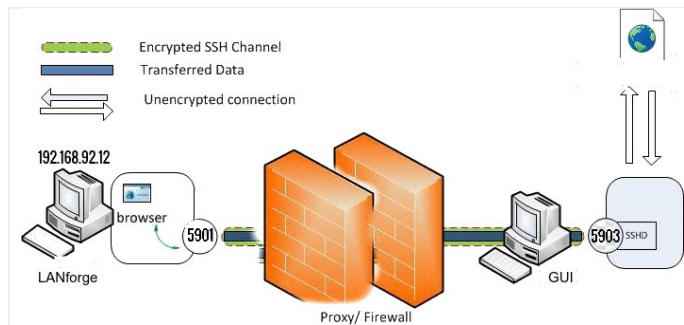 Encrypted SSH Channel
Transferred Data
Unencrypted connection
192.168.92.12
browser
5901
5903
SSHD
LANforge
GUI
Proxy/ Firewall